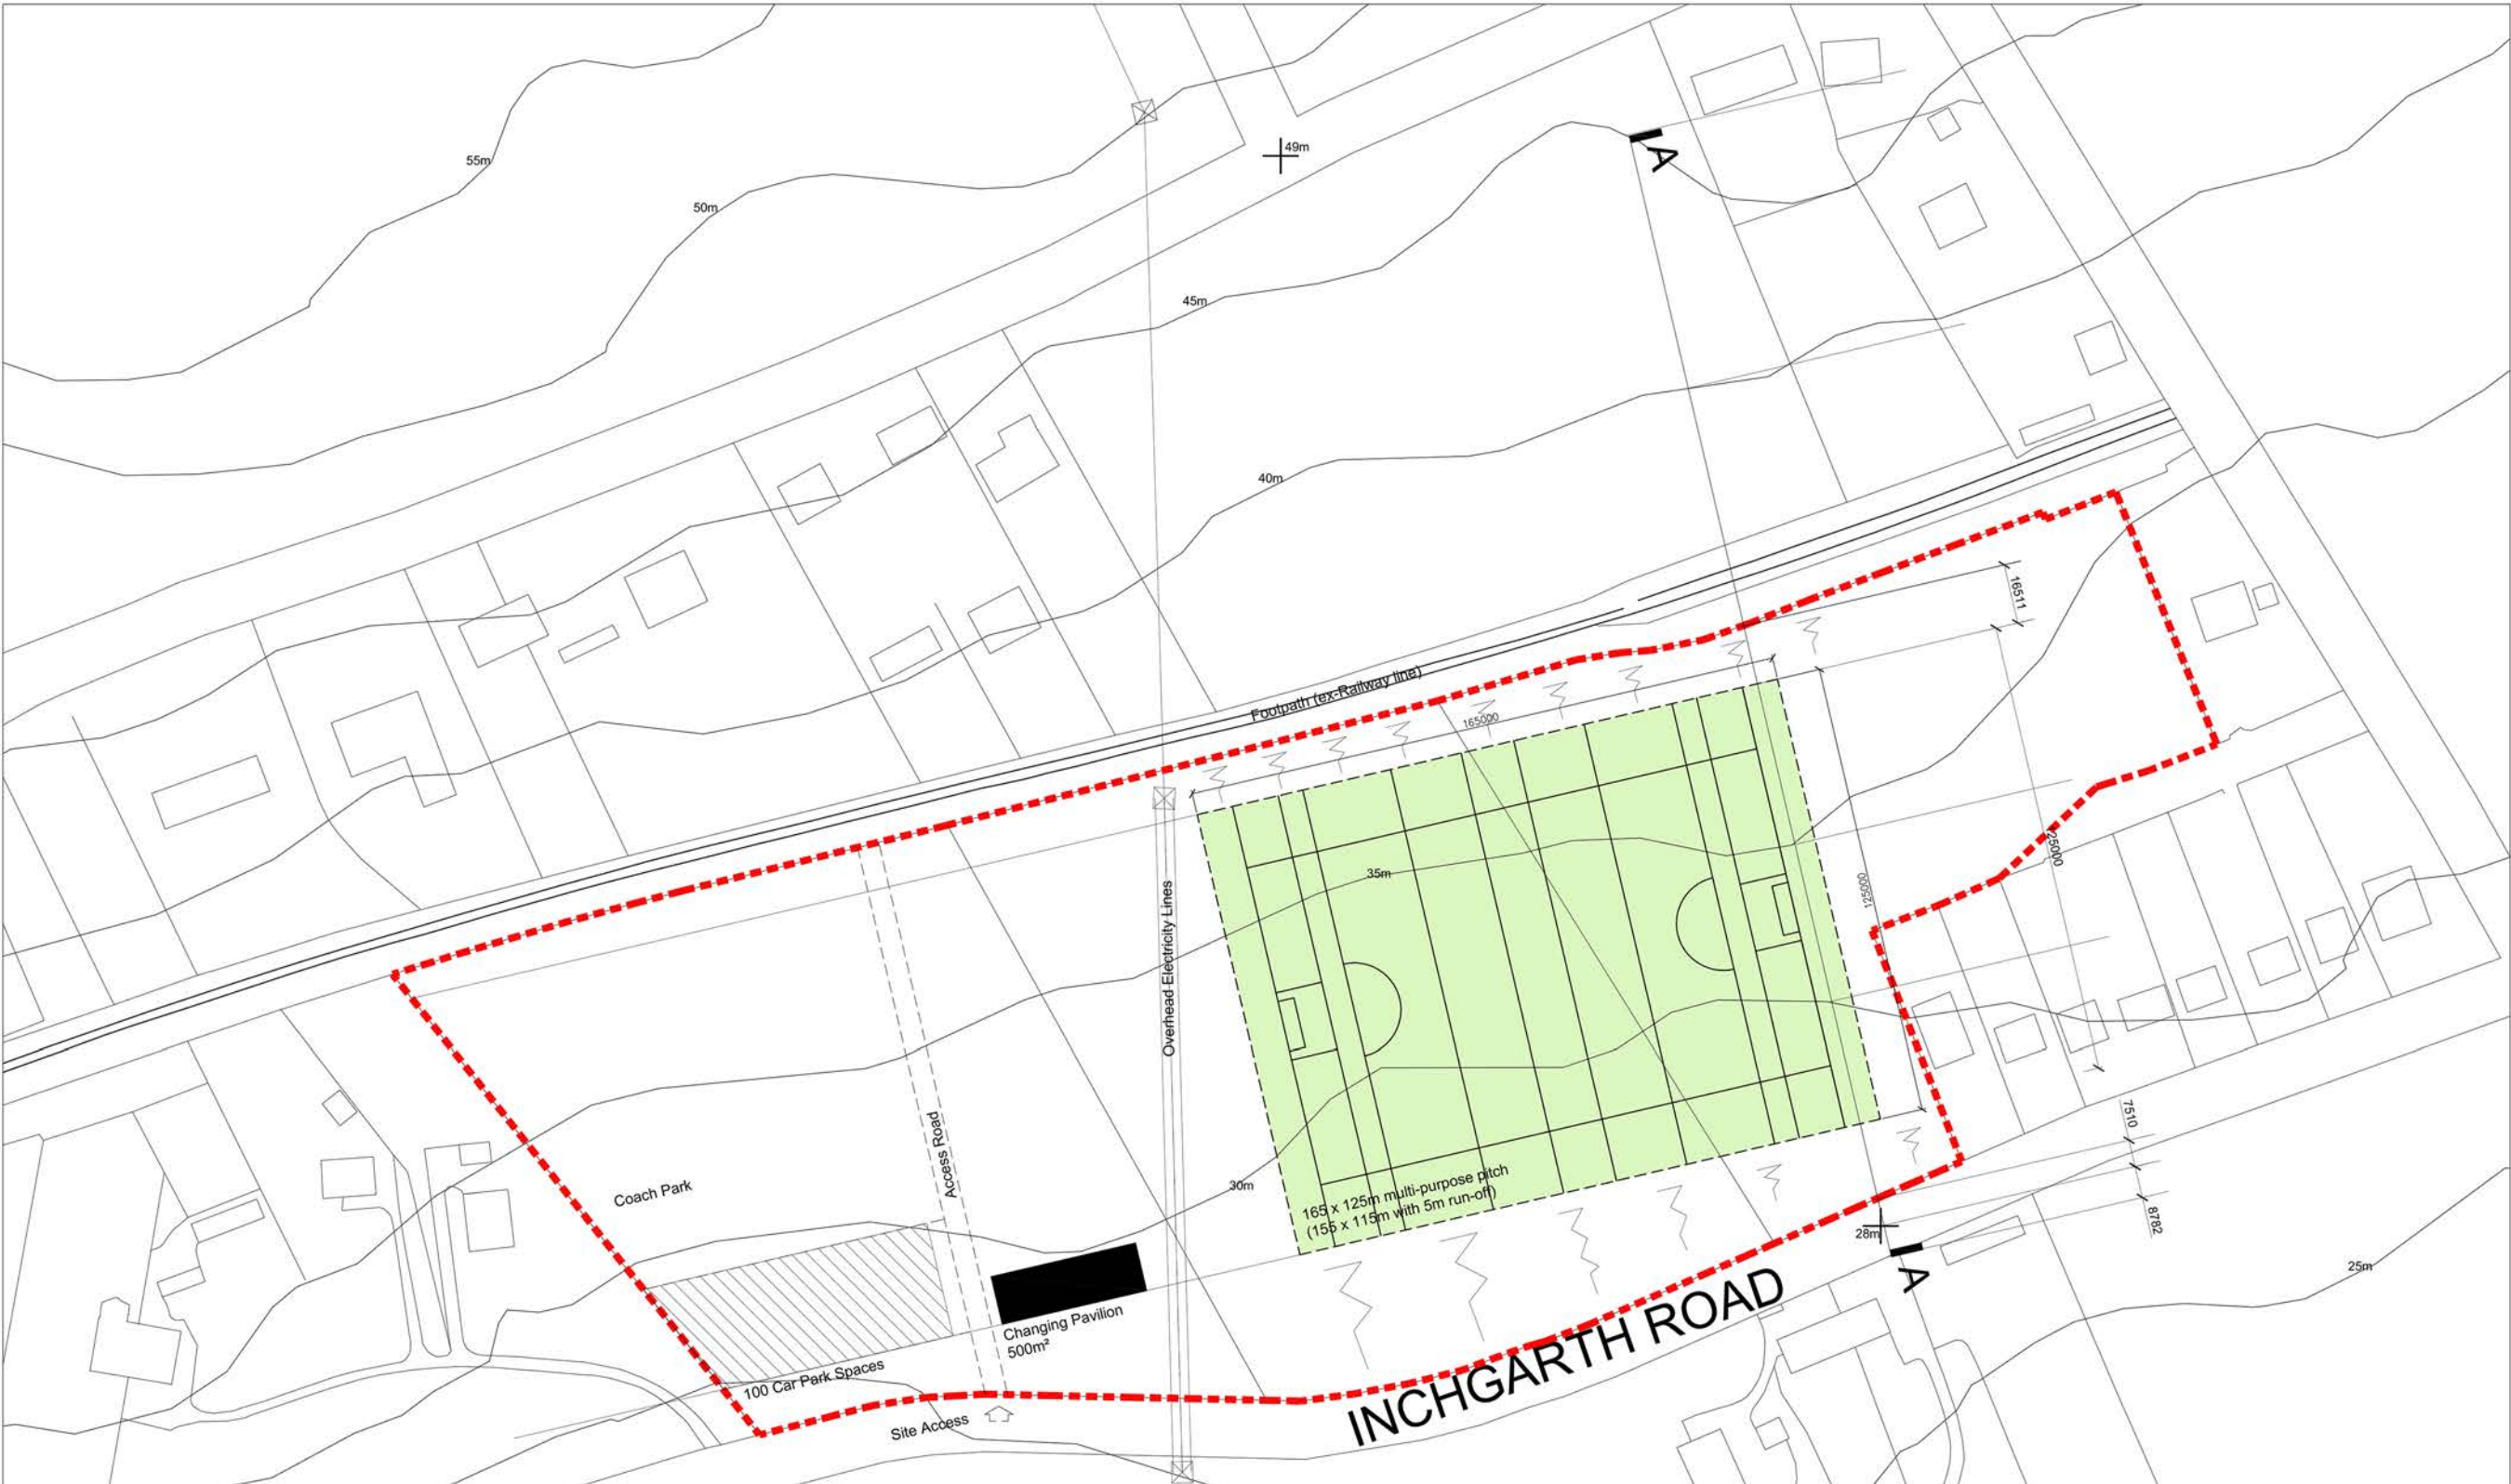 55m
50m
49m
A
45m
40m
16511
Footpath (ex-Railway line)
165000
125000
125000
35m
Overhead Electricity Lines
Access Road
Coach Park
30m
165 x 125m multi-purpose pitch
(155 x 115m with 5m run-off)
7510
8782
28m
A
25m
Changing Pavilion
500m²
100 Car Park Spaces
Site Access
INCHGARTH ROAD